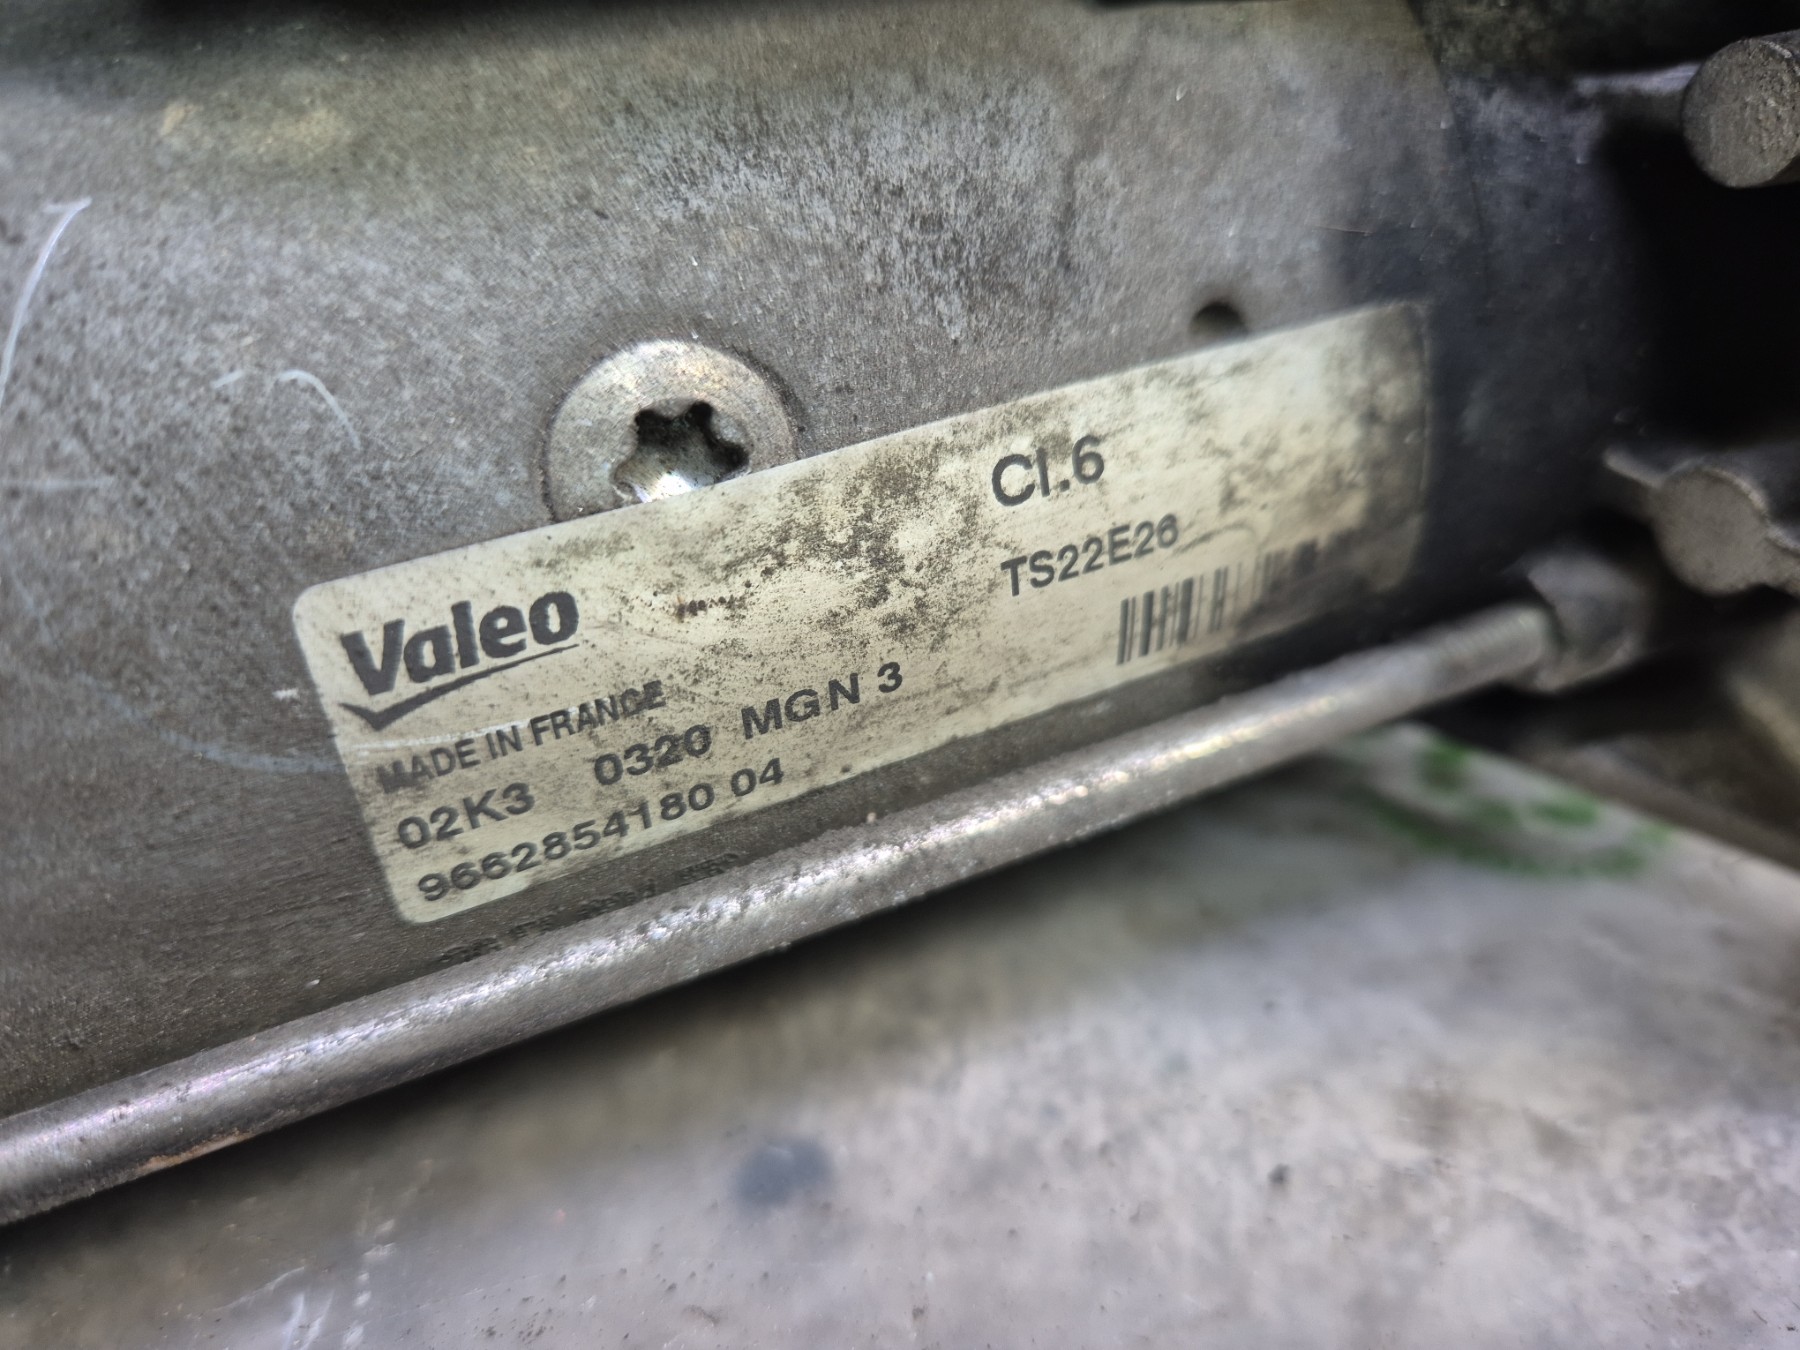 Valeo
Cl.6
TS22E26
MADE IN FRANCE
02K3 0320 MGN 3
9662854180 04